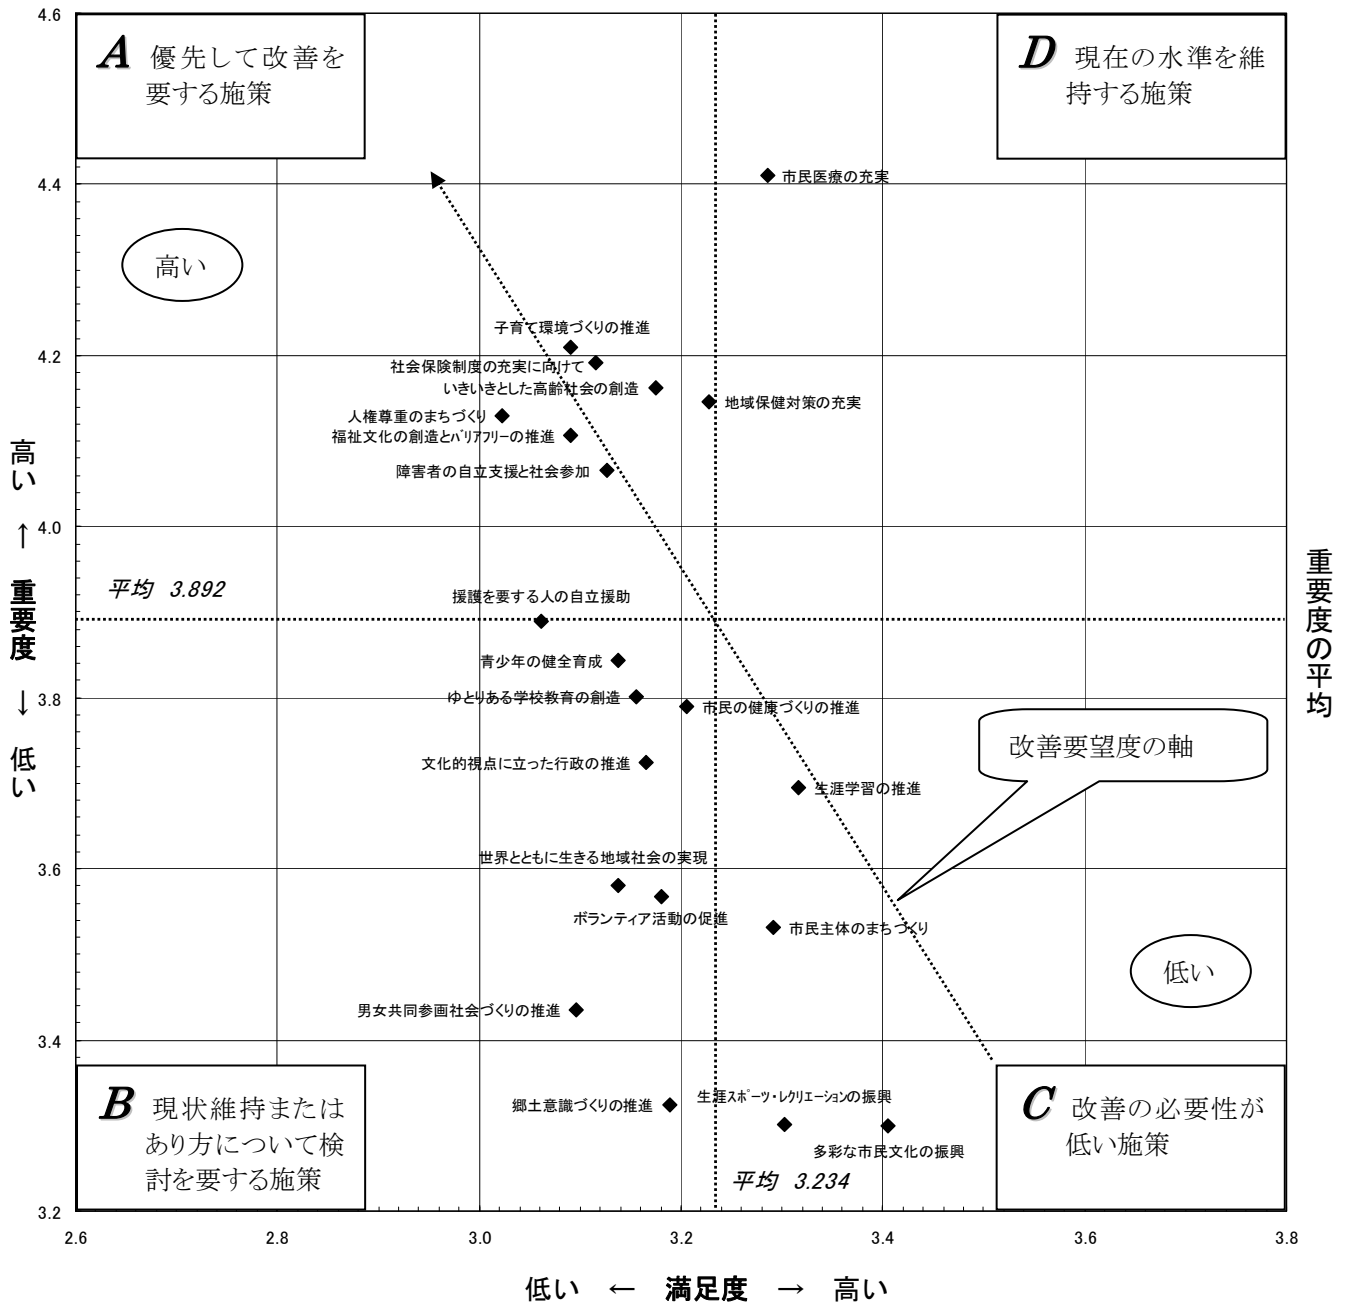 4.6
A 優先して改善を
要する施策
D 現在の水準を維
持する施策
市民医療の充実
4.4
高い
子育て環境づくりの推進
4.2
社会保険制度の充実に向けて
いきいきとした高齢社会の創造
地域保健対策の充実
人権尊重のまちづくり
福祉文化の創造とバリアフリーの推進
障害者の自立支援と社会参加
4.0
高い ↑ 重要度 ↓ 低い
平均 3.892
重要度の平均
援護を要する人の自立援助
青少年の健全育成
ゆとりある学校教育の創造
3.8
市民の健康づくりの推進
改善要望度の軸
文化的視点に立った行政の推進
生涯学習の推進
世界とともに生きる地域社会の実現
3.6
ボランティア活動の促進
市民主体のまちづくり
低い
男女共同参画社会づくりの推進
3.4
B 現状維持または
あり方について検
討を要する施策
郷土意識づくりの推進
生涯スポーツ・レクリエーションの振興
多彩な市民文化の振興
C 改善の必要性が
低い施策
平均 3.234
3.2
2.6 2.8 3.0 3.2 3.4 3.6 3.8
低い ← 満足度 → 高い